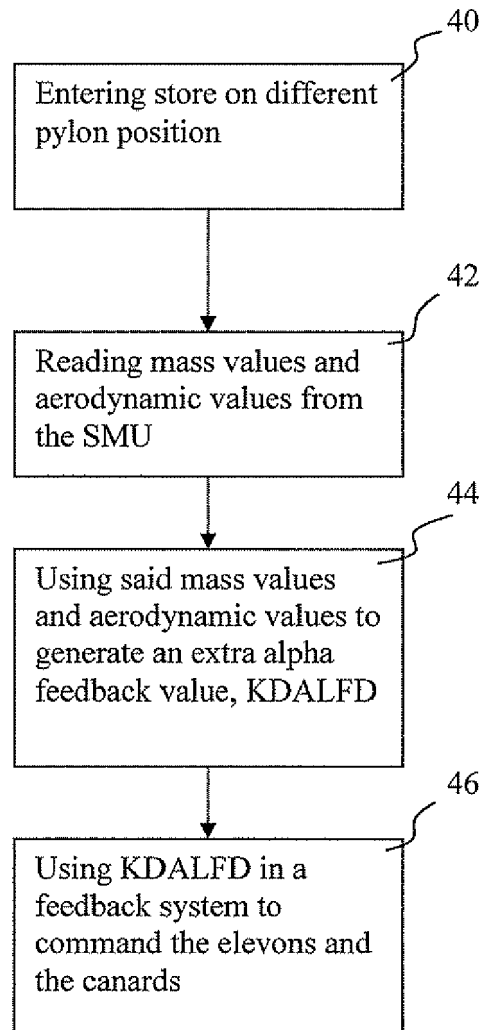 40
Entering store on different
pylon position
42
Reading mass values and
aerodynamic values from
the SMU
44
Using said mass values
and aerodynamic values to
generate an extra alpha
feedback value, KDALFD
46
Using KDALFD in a
feedback system to
command the elevons and
the canards